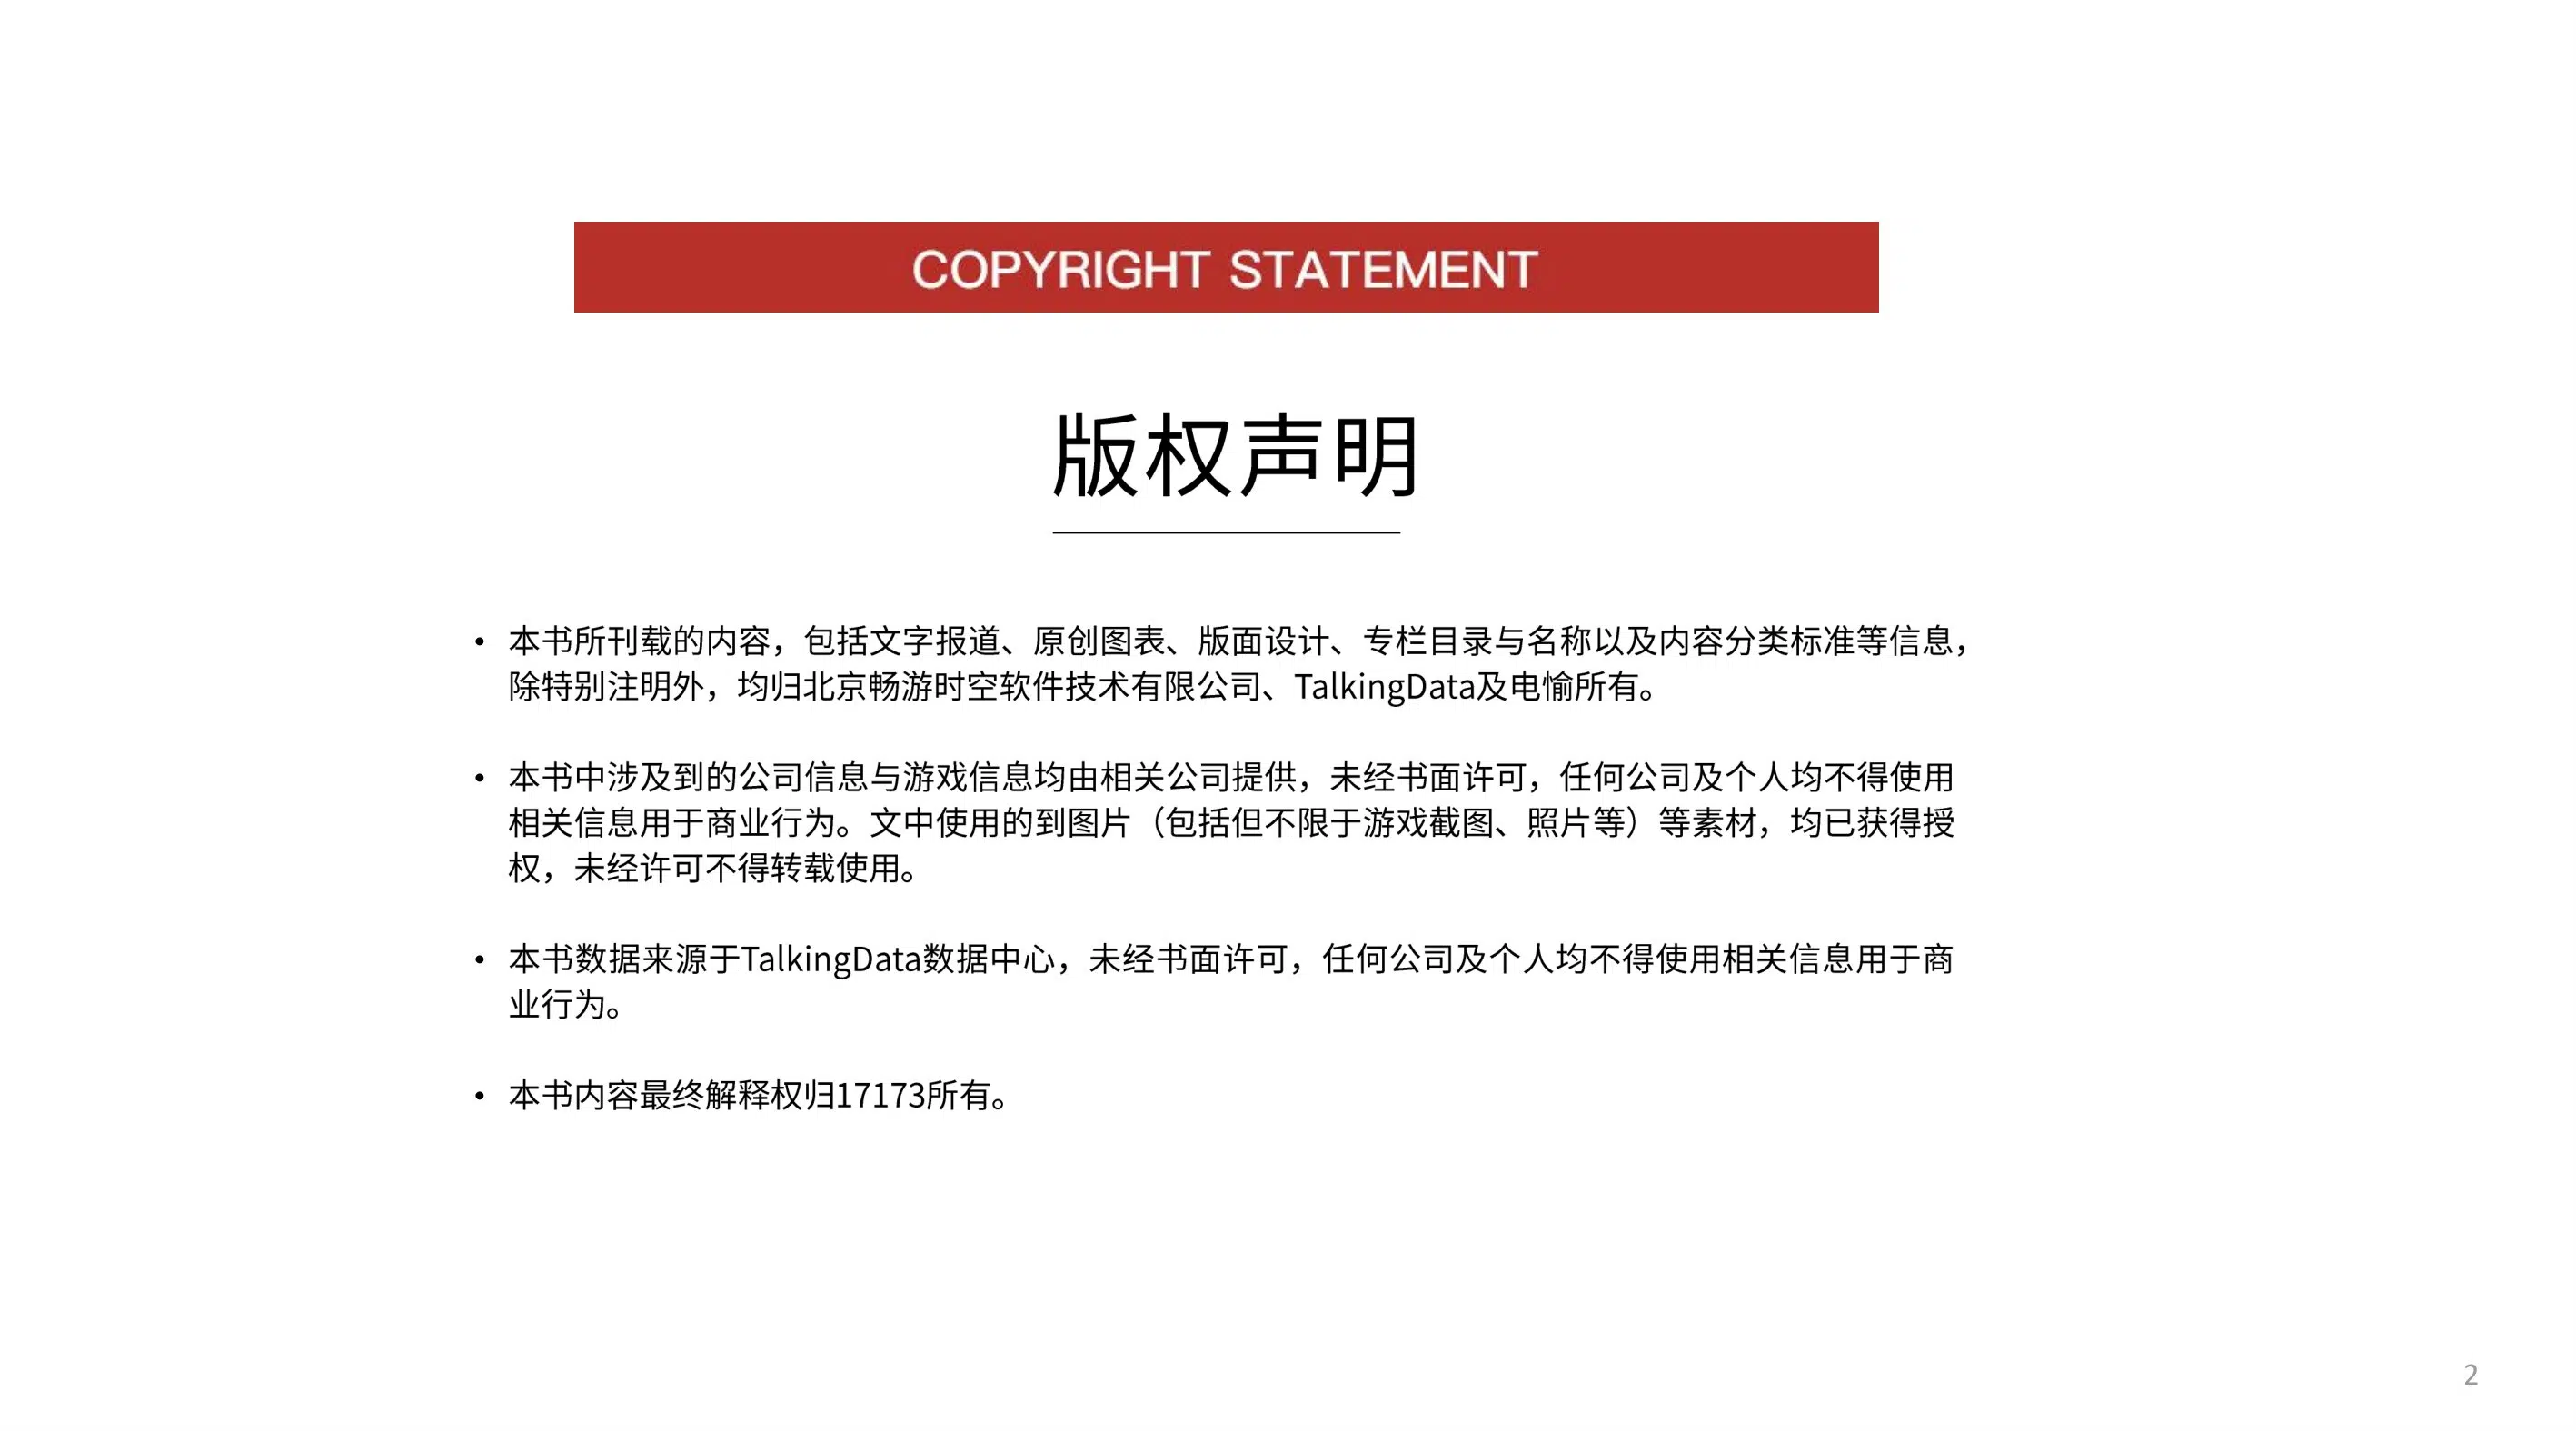 COPYRIGHT STATEMENT
版权声明
• 本书所刊载的内容，包括文字报道、原创图表、版面设计、专栏目录与名称以及内容分类标准等信息，
除特别注明外，均归北京畅游时空软件技术有限公司、TalkingData及电愉所有。
• 本书中涉及到的公司信息与游戏信息均由相关公司提供，未经书面许可，任何公司及个人均不得使用
相关信息用于商业行为。文中使用的到图片（包括但不限于游戏截图、照片等）等素材，均已获得授
权，未经许可不得转载使用。
• 本书数据来源于TalkingData数据中心，未经书面许可，任何公司及个人均不得使用相关信息用于商
业行为。
• 本书内容最终解释权归17173所有。
2